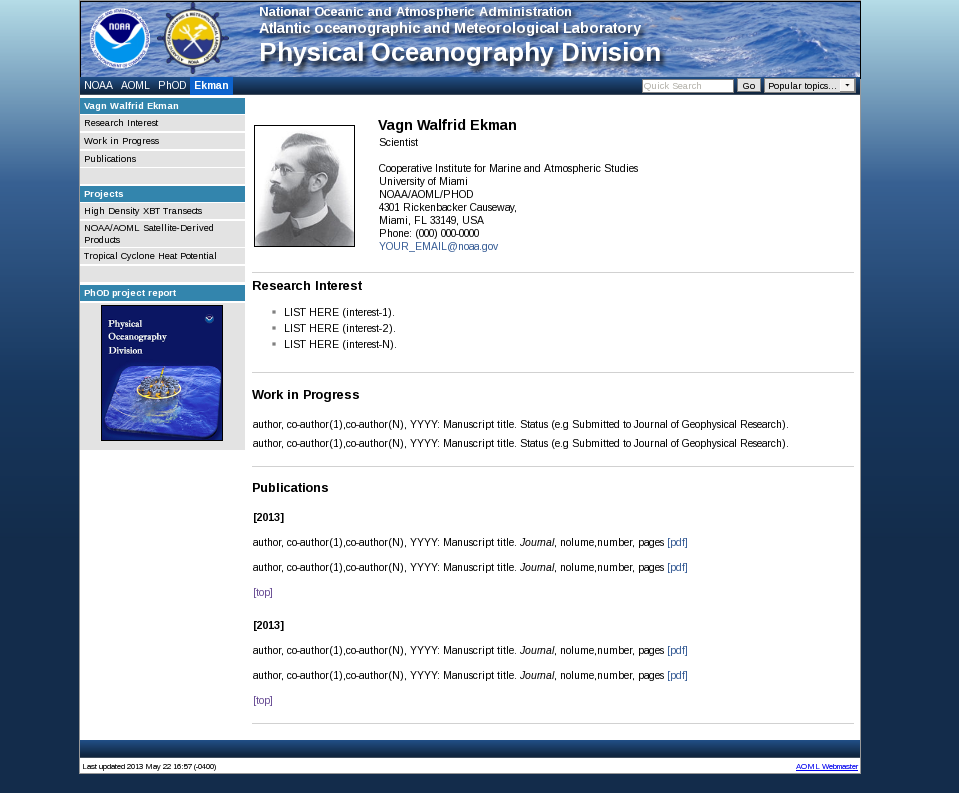 National Oceanic and Atmospheric Administration
Atlantic oceanographic and Meteorological Laboratory
Physical Oceanography Division
NOAA
NOAA AOML PhOD Ekman
Quick Search Go Popular topics...
Vagn Walfrid Ekman
Research Interest
Work in Progress
Publications
Projects
High Density XBT Transects
NOAA/AOML Satellite-Derived
Products
Tropical Cyclone Heat Potential
PhOD project report
Physical
Oceanography
Division
Vagn Walfrid Ekman
Scientist
Cooperative Institute for Marine and Atmospheric Studies
University of Miami
NOAA/AOML/PHOD
4301 Rickenbacker Causeway,
Miami, FL 33149, USA
Phone: (000) 000-0000
YOUR_EMAIL@noaa.gov
Research Interest
LIST HERE (interest-1).
LIST HERE (interest-2).
LIST HERE (interest-N).
Work in Progress
author, co-author(1),co-author(N), YYYY: Manuscript title. Status (e.g Submitted to Journal of Geophysical Research).
author, co-author(1),co-author(N), YYYY: Manuscript title. Status (e.g Submitted to Journal of Geophysical Research).
Publications
[2013]
author, co-author(1),co-author(N), YYYY: Manuscript title. Journal, nolume,number, pages [pdf]
author, co-author(1),co-author(N), YYYY: Manuscript title. Journal, nolume,number, pages [pdf]
[top]
[2013]
author, co-author(1),co-author(N), YYYY: Manuscript title. Journal, nolume,number, pages [pdf]
author, co-author(1),co-author(N), YYYY: Manuscript title. Journal, nolume,number, pages [pdf]
[top]
Last updated 2013 May 22 16:57 (-0400)
AOML Webmaster